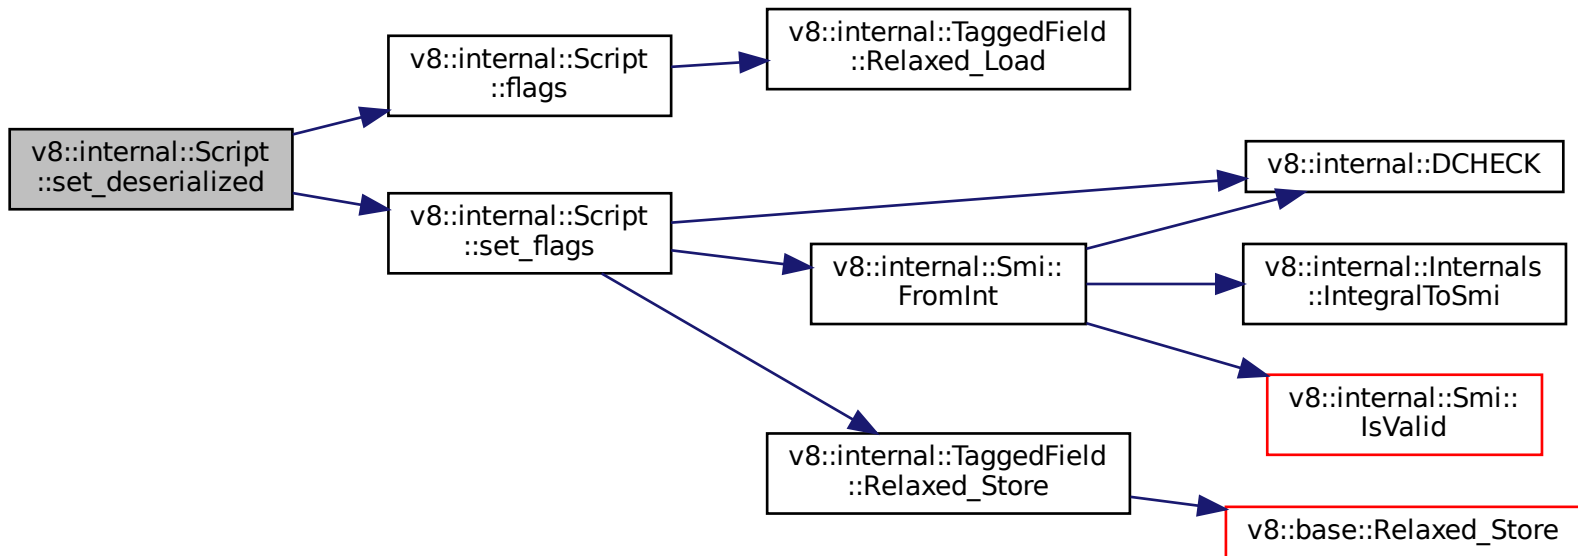 v8::internal::Script
::set_deserialized
v8::internal::Script
::flags
v8::internal::TaggedField
::Relaxed_Load
v8::internal::Script
::set_flags
v8::internal::DCHECK
v8::internal::Smi::
FromInt
v8::internal::Internals
::IntegralToSmi
v8::internal::Smi::
IsValid
v8::internal::TaggedField
::Relaxed_Store
v8::base::Relaxed_Store